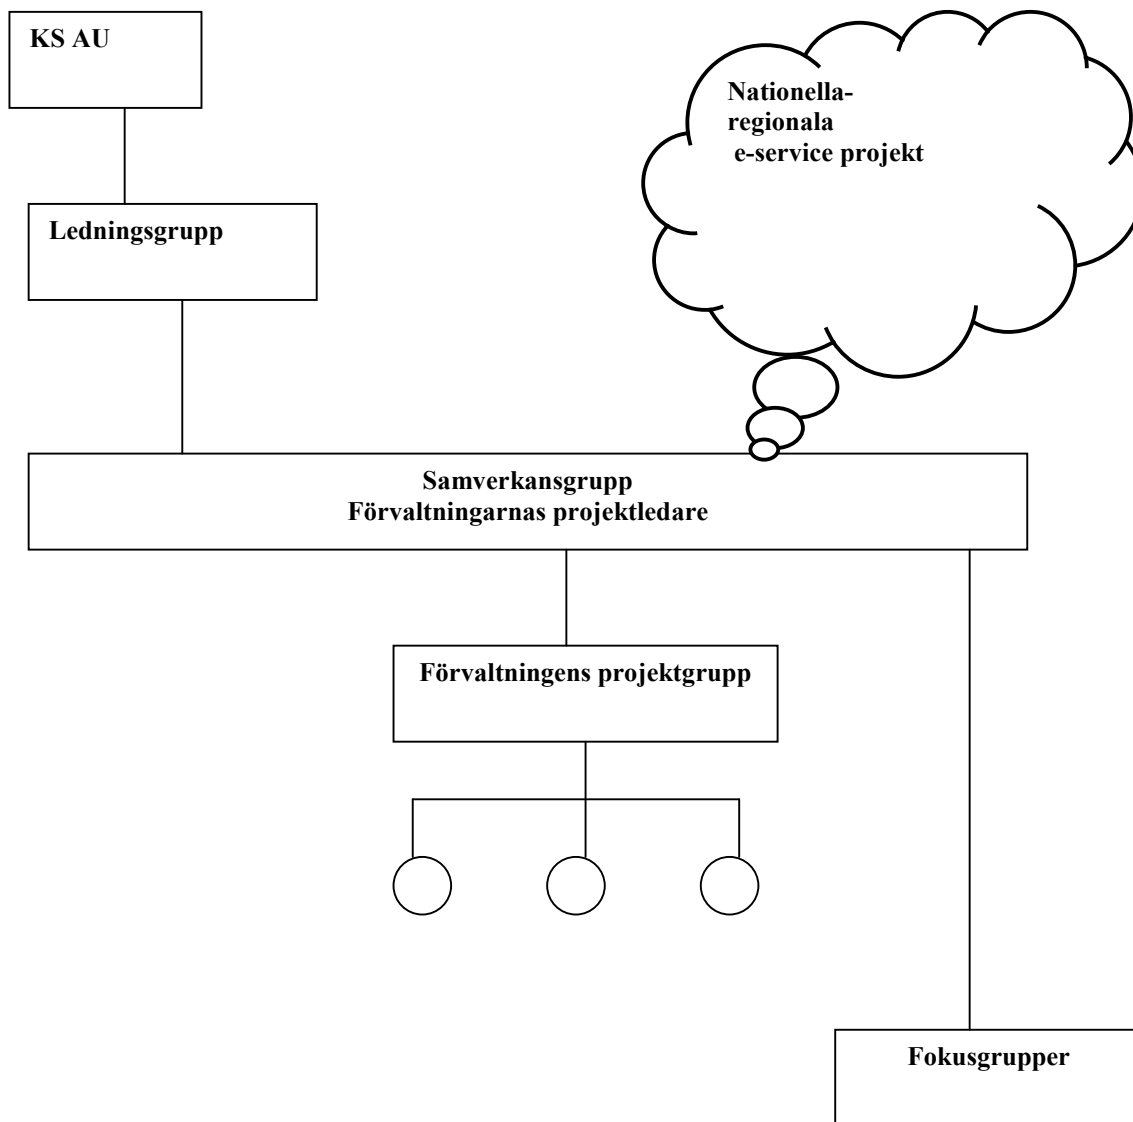 KS AU
Nationella-
regionala
e-service projekt
Ledningsgrupp
Samverkansgrupp
Förvaltningarnas projektledare
Förvaltningens projektgrupp
Fokusgrupper